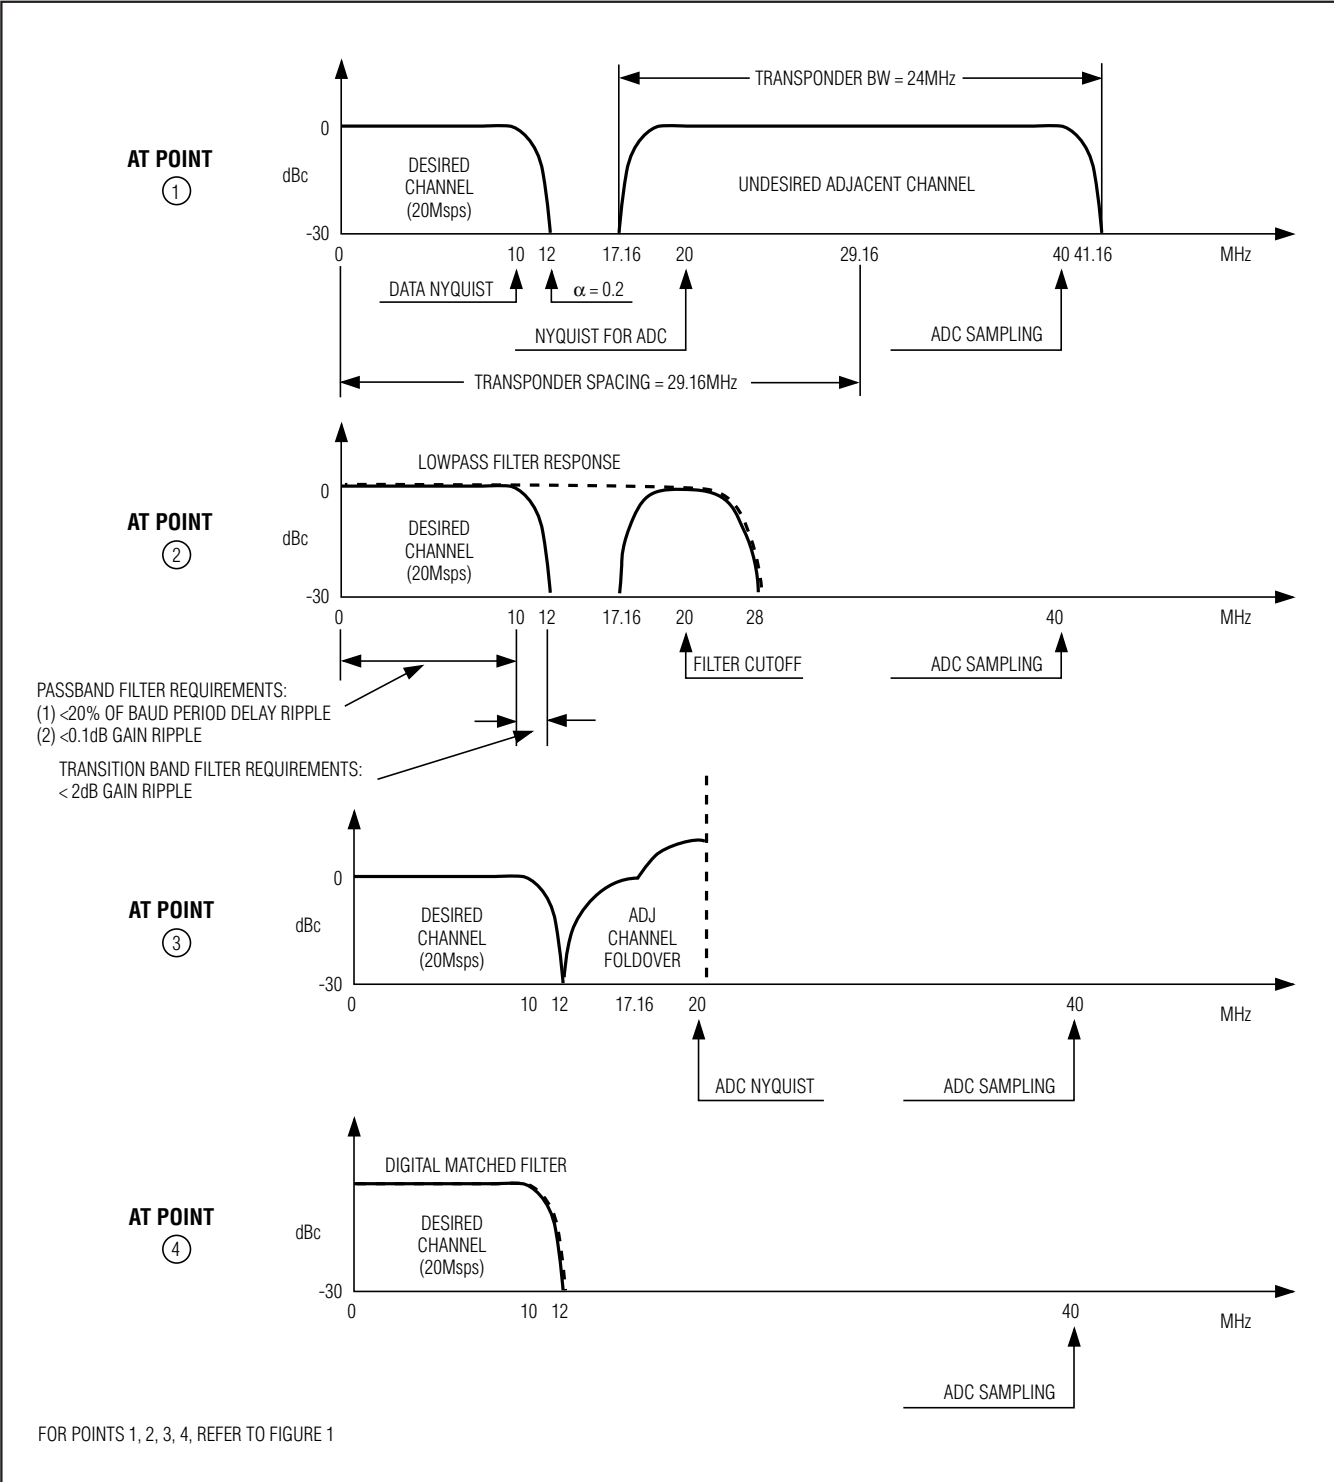 TRANSPONDER BW = 24MHz
0
AT POINT
1
dBc
DESIRED
CHANNEL
(20Msps)
UNDESIRED ADJACENT CHANNEL
-30
0 10 12 17.16 20 29.16 40 41.16 MHz
DATA NYQUIST
α = 0.2
NYQUIST FOR ADC
ADC SAMPLING
TRANSPONDER SPACING = 29.16MHz
LOWPASS FILTER RESPONSE
0
AT POINT
2
dBc
DESIRED
CHANNEL
(20Msps)
-30
0 10 12 17.16 20 28 40 MHz
FILTER CUTOFF
ADC SAMPLING
PASSBAND FILTER REQUIREMENTS:
(1) <20% OF BAUD PERIOD DELAY RIPPLE
(2) <0.1dB GAIN RIPPLE
TRANSITION BAND FILTER REQUIREMENTS:
< 2dB GAIN RIPPLE
0
AT POINT
3
dBc
DESIRED
CHANNEL
(20Msps)
ADJ
CHANNEL
FOLDOVER
-30
0 10 12 17.16 20 40 MHz
ADC NYQUIST
ADC SAMPLING
DIGITAL MATCHED FILTER
AT POINT
4
dBc
DESIRED
CHANNEL
(20Msps)
-30
0 10 12 40 MHz
ADC SAMPLING
FOR POINTS 1, 2, 3, 4, REFER TO FIGURE 1